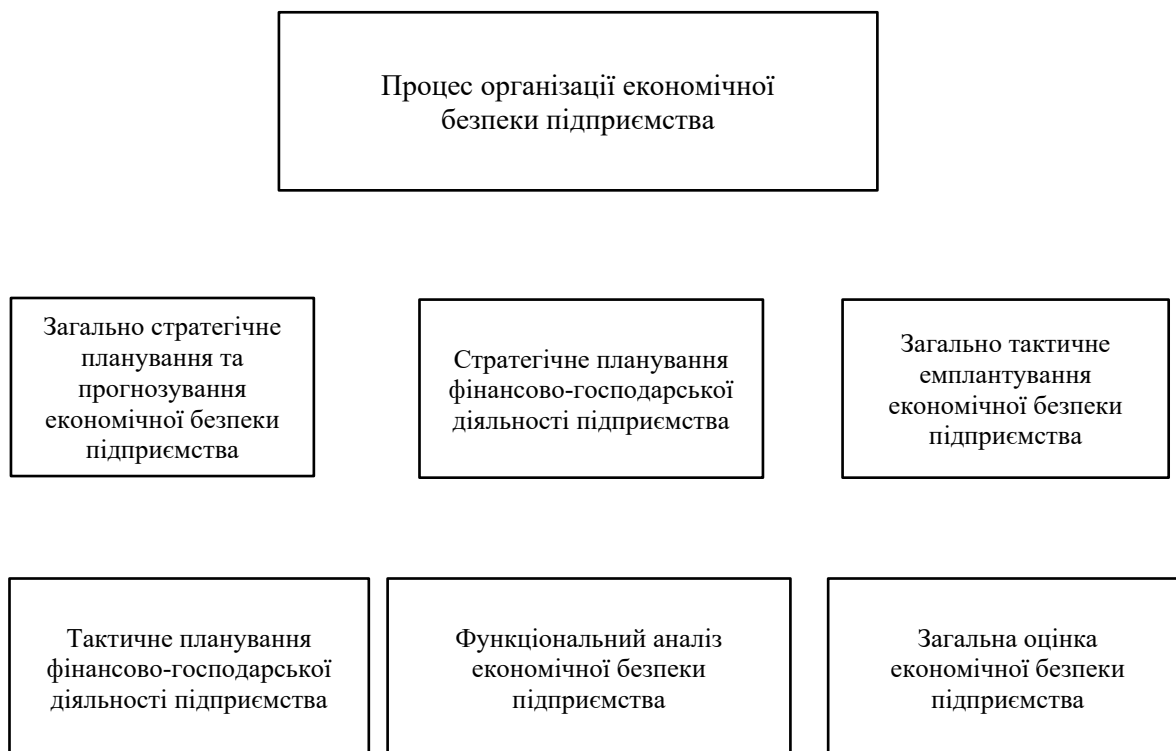 Процес організації економічної
безпеки підприємства
Загально стратегічне
планування та
прогнозування
економічної безпеки
підприємства
Стратегічне планування
фінансово-господарської
діяльності підприємства
Загально тактичне
емплантування
економічної безпеки
підприємства
Тактичне планування
фінансово-господарської
діяльності підприємства
Функціональний аналіз
економічної безпеки
підприємства
Загальна оцінка
економічної безпеки
підприємства